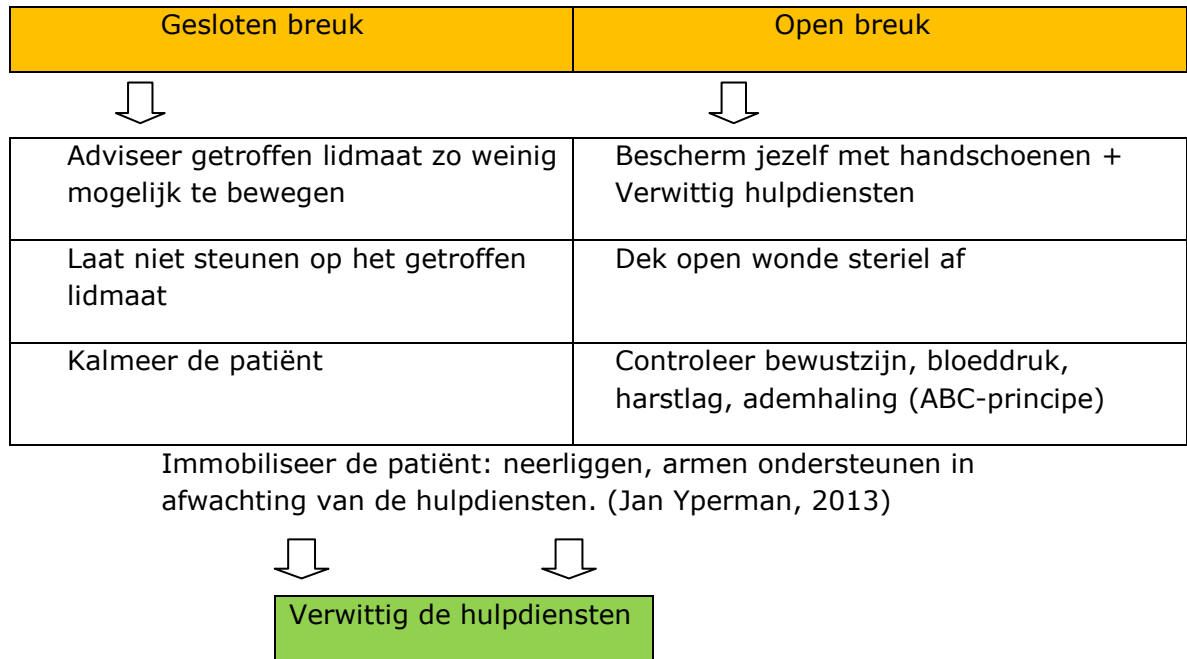 Gesloten breuk
Open breuk
Adviseer getroffen lidmaat zo weinig
mogelijk te bewegen
Bescherm jezelf met handschoenen +
Verwittig hulpdiensten
Laat niet steunen op het getroffen
lidmaat
Dek open wonde steriel af
Kalmeer de patiënt
Controleer bewustzijn, bloeddruk,
harstlag, ademhaling (ABC-principe)
Immobiliseer de patiënt: neerliggen, armen ondersteunen in
afwachting van de hulpdiensten. (Jan Yperman, 2013)
Verwittig de hulpdiensten